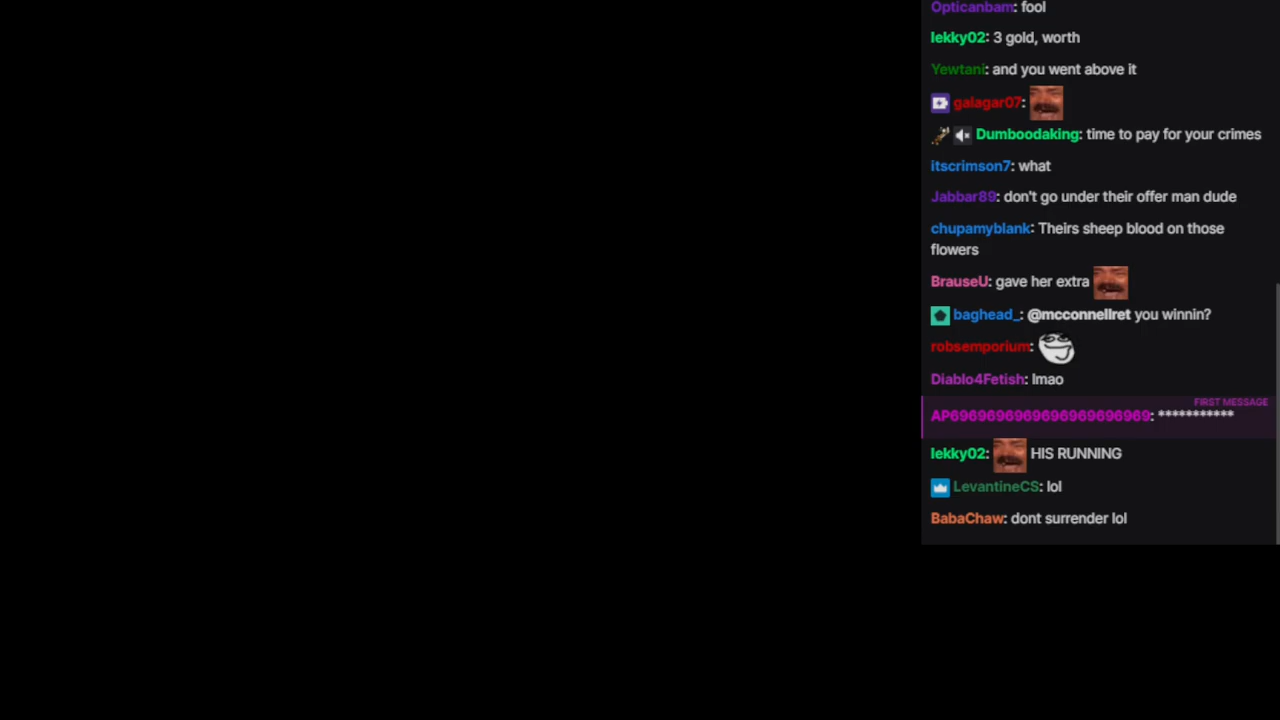 Opticanbam: fool
lekky02: 3 gold, worth
Yewtani: and you went above it
galagar07:
Dumboodaking: time to pay for your crimes
itscrimson7: what
Jabbar89: don't go under their offer man dude
chupamyblank: Theirs sheep blood on those
flowers
BrauseU: gave her extra
baghead_: @mcconnellret you winnin?
robsemporium:
Diablo4Fetish: lmao
FIRST MESSAGE
AP6969696969696969696969: ***********
lekky02: HIS RUNNING
LevantineCS: lol
BabaChaw: dont surrender lol